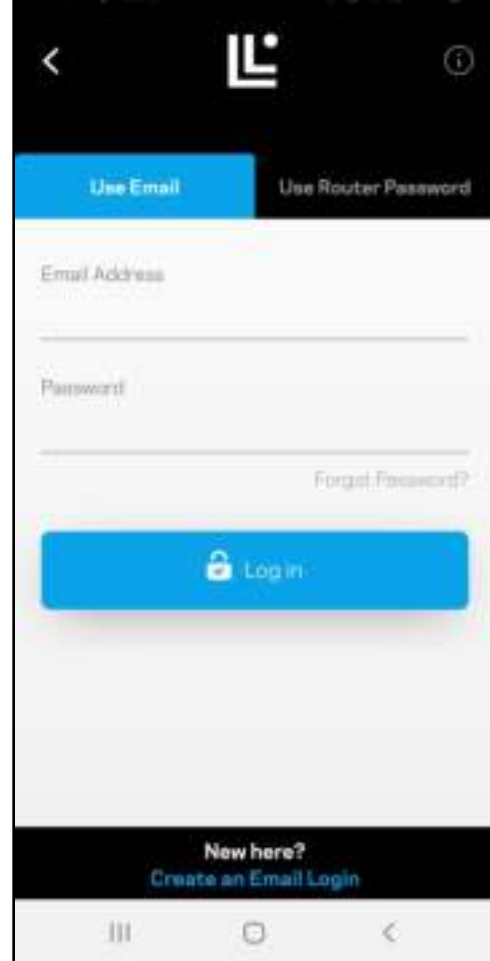 Use Email
Use Router Password
Email Address
Password
Forgot Password?
Log in
New here?
Create an Email Login